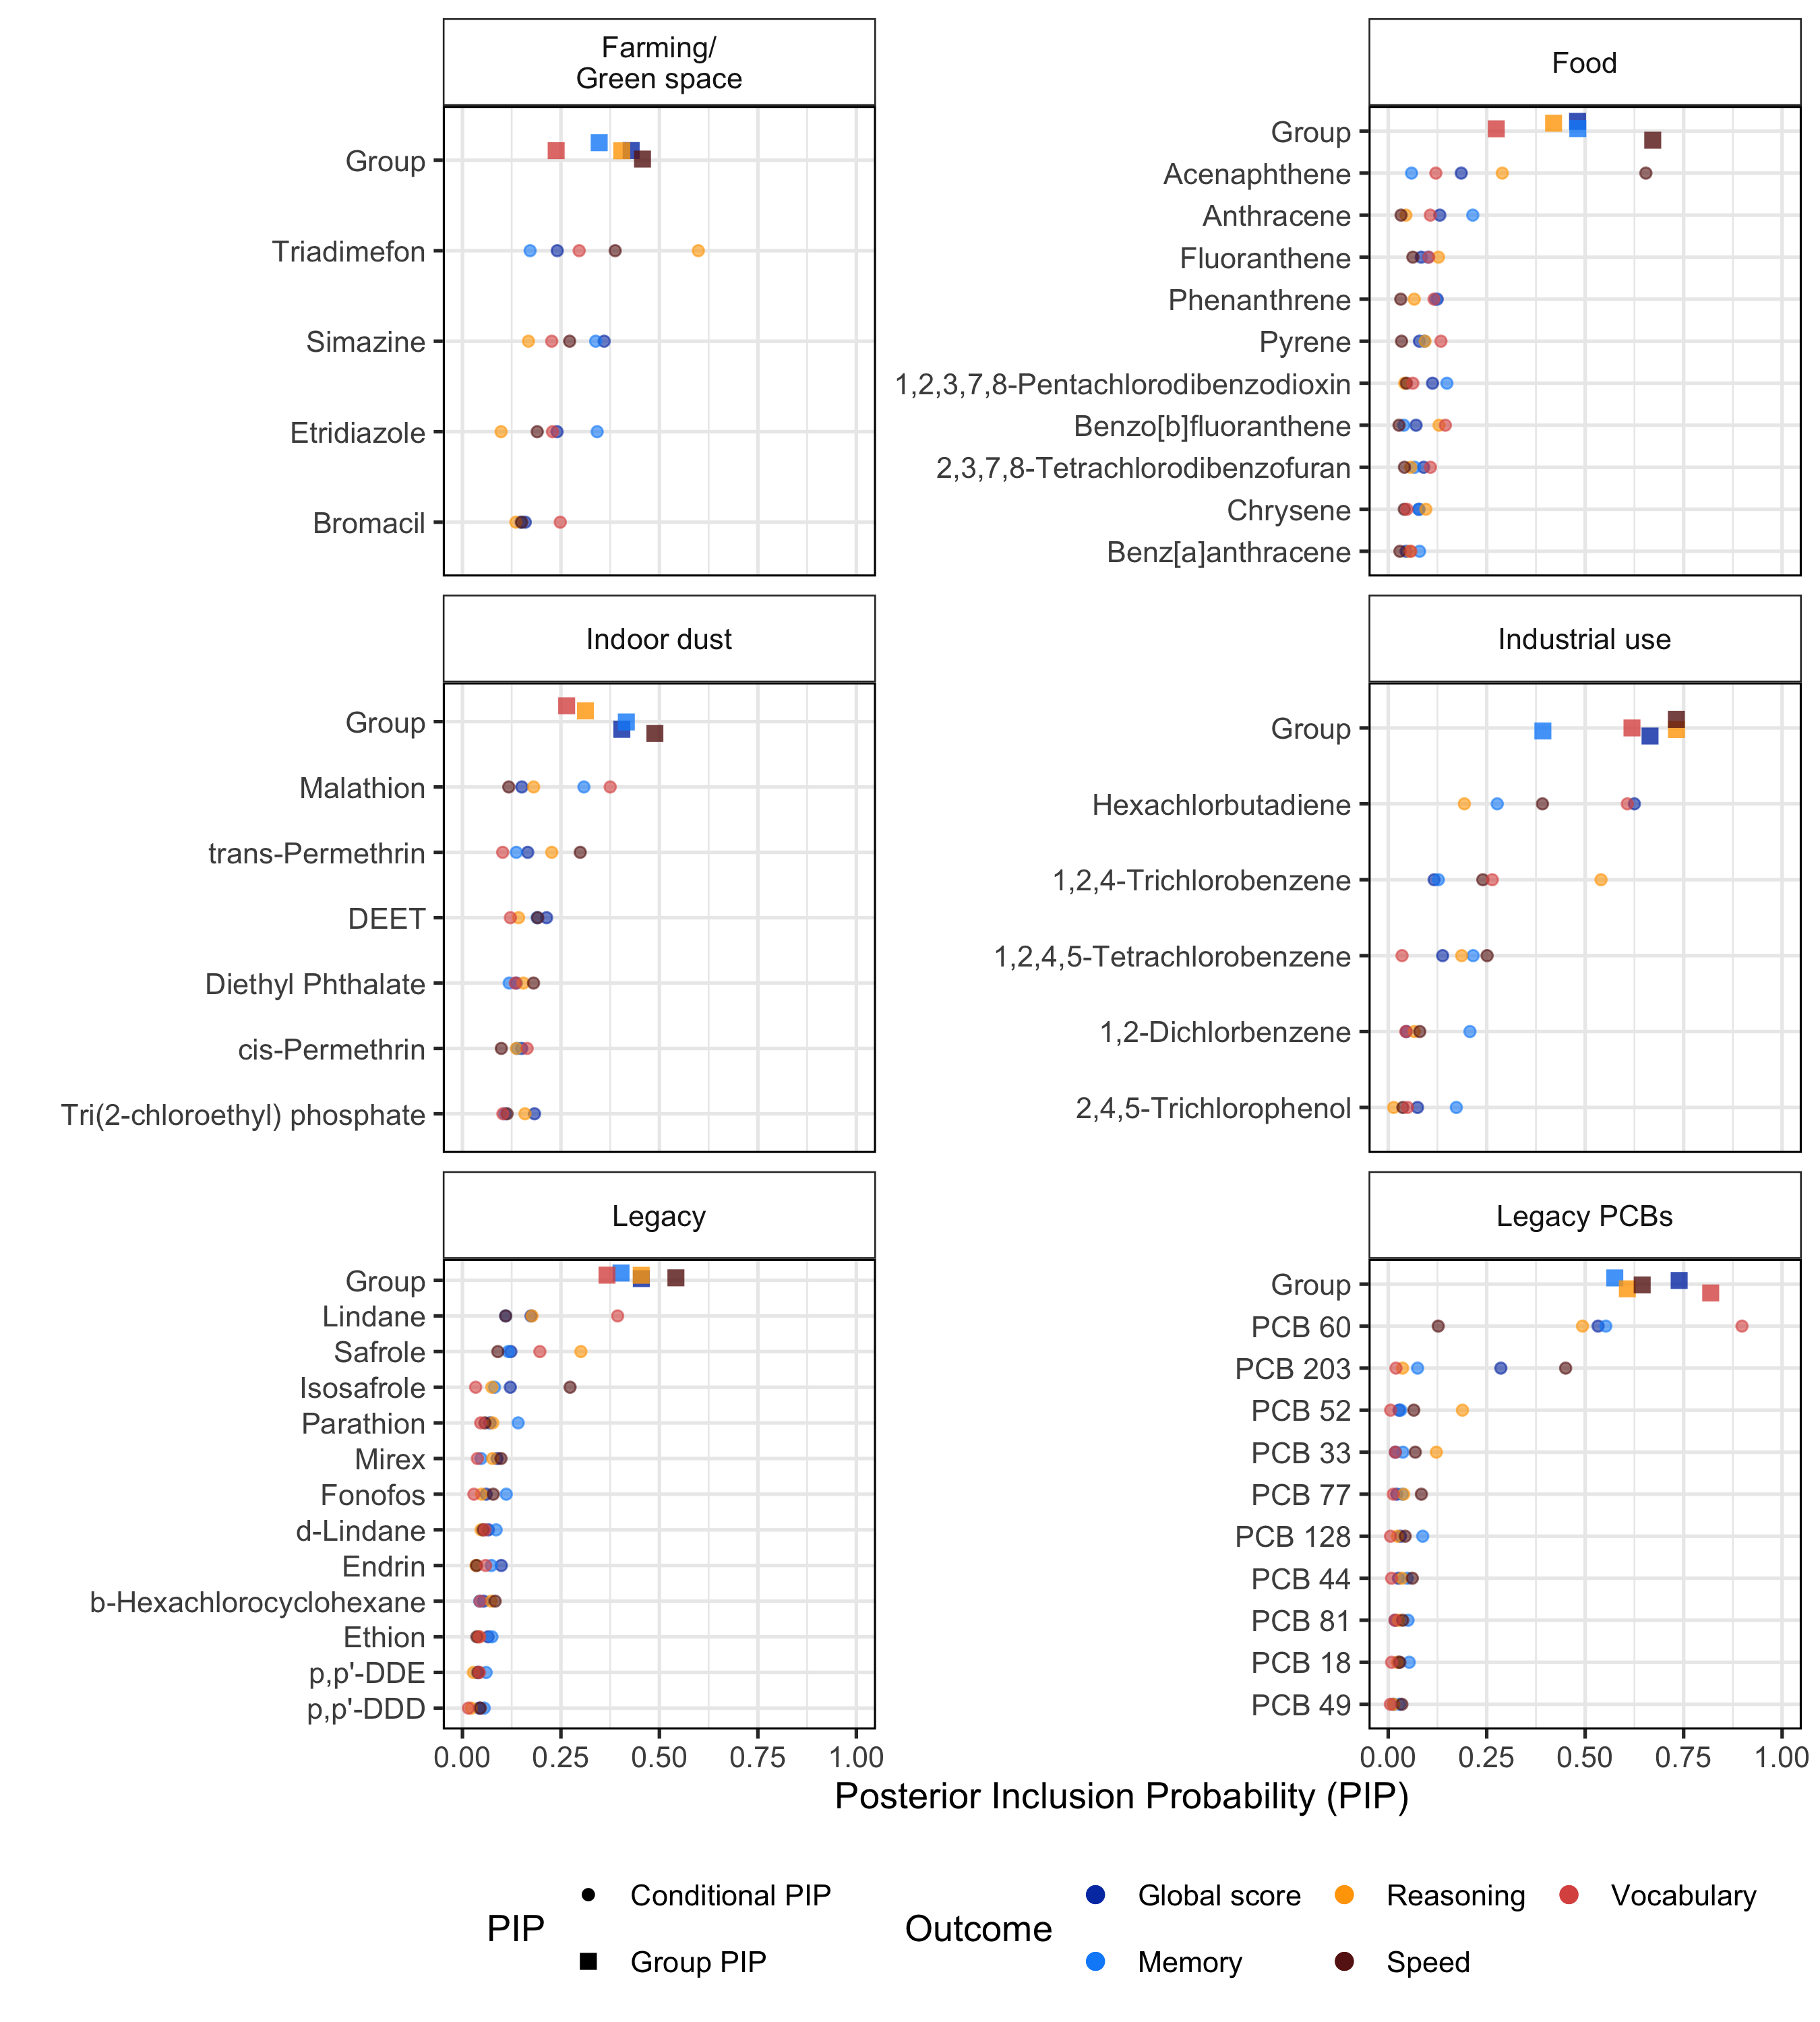 Farming/
Green space
Group
Triadimefon
Simazine
Etridiazole
Bromacil
Food
Group
Acenaphthene
Anthracene
Fluoranthene
Phenanthrene
Pyrene
1,2,3,7,8-Pentachlorodibenzodioxin
Benzo[b]fluoranthene
2,3,7,8-Tetrachlorodibenzofuran
Chrysene
Benz[a]anthracene
Indoor dust
Group
Malathion
trans-Permethrin
DEET
Diethyl Phthalate
cis-Permethrin
Tri(2-chloroethyl) phosphate
Industrial use
Group
Hexachlorbutadiene
1,2,4-Trichlorobenzene
1,2,4,5-Tetrachlorobenzene
1,2-Dichlorbenzene
2,4,5-Trichlorophenol
Legacy
Group
Lindane
Safrole
Isosafrole
Parathion
Mirex
Fonofos
d-Lindane
Endrin
b-Hexachlorocyclohexane
Ethion
p,p'-DDE
p,p'-DDD
0.00 0.25 0.50 0.75 1.00
Legacy PCBs
Group
PCB 60
PCB 203
PCB 52
PCB 33
PCB 77
PCB 128
PCB 44
PCB 81
PCB 18
PCB 49
0.00 0.25 0.50 0.75 1.00
Posterior Inclusion Probability (PIP)
PIP
Conditional PIP
Group PIP
Outcome
Global score
Reasoning
Vocabulary
Memory
Speed